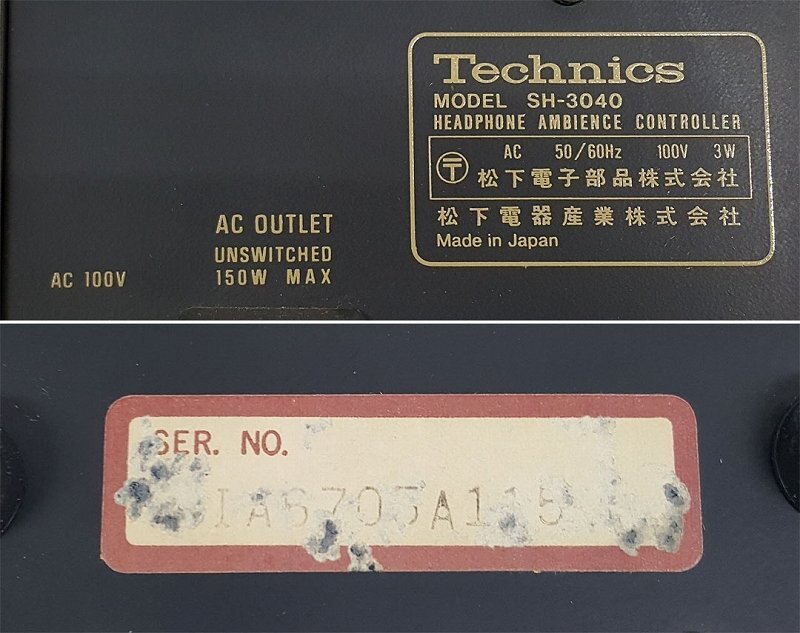 Technics
MODEL SH-3040
HEADPHONE AMBIENCE CONTROLLER
AC 50/60Hz 100V 3W
〒 松下電子部品株式会社
松下電器産業株式会社
Made in Japan
AC OUTLET
UNSWITCHED
150W MAX
AC 100V
SER. NO.